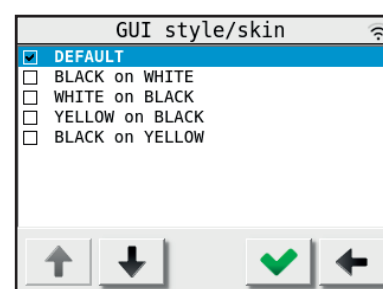 GUI style/skin
DEFAULT
BLACK on WHITE
WHITE on BLACK
YELLOW on BLACK
BLACK on YELLOW